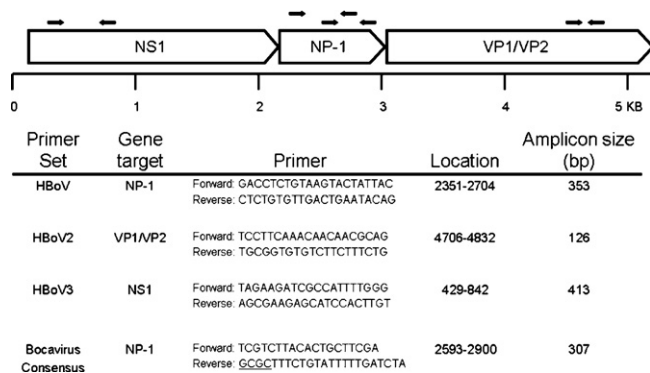 NS1 NP-1 VP1/VP2
0 1 2 3 4 5 KB
Primer Set Gene target Primer Location Amplicon size (bp)
HBoV NP-1 Forward: GACCTCTGTAAGTACTATTAC 2351-2704 353
Reverse: CTCTGTGTTGACTGAATACAG
HBoV2 VP1/VP2 Forward: TCCTTCAAACAACAACGCAG 4706-4832 126
Reverse: TGCGGTGTGTCTTCTTTCTG
HBoV3 NS1 Forward: TAGAAGATCGCCATTTTGGG 429-842 413
Reverse: AGCGAAGAGCATCCACTTGT
Bocavirus Consensus NP-1 Forward: TCGTCTTACACTGCTTCGA 2593-2900 307
Reverse: GCGCTTTCTGTATTTTTGATCTA